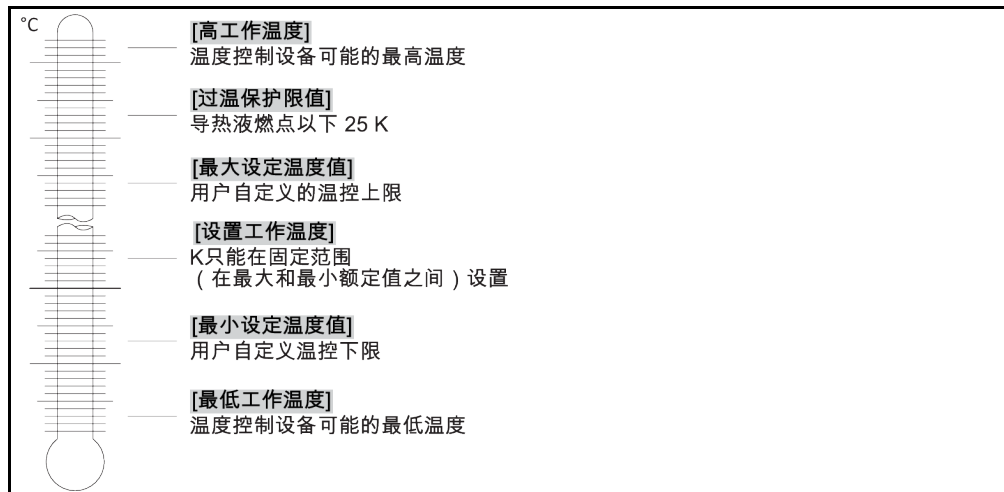 °C
[高工作温度]
温度控制设备可能的最高温度
[过温保护限值]
导热液燃点以下 25 K
[最大设定温度值]
用户自定义的温控上限
[设置工作温度]
K只能在固定范围
（在最大和最小额定值之间）设置
[最小设定温度值]
用户自定义温控下限
[最低工作温度]
温度控制设备可能的最低温度